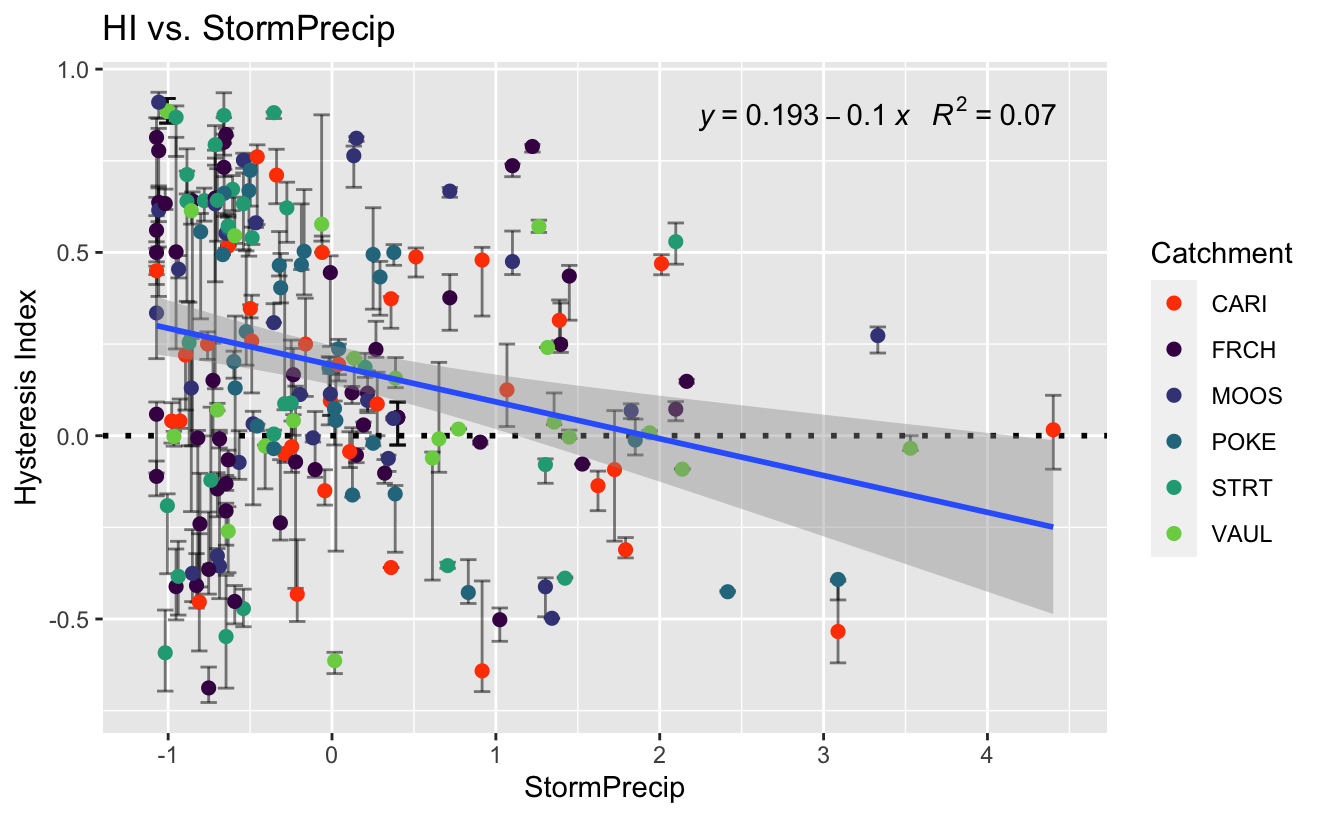 HI vs. StormPrecip
y = 0.193 – 0.1 x R² = 0.07
1.0
0.5
0.0
-0.5
Hysteresis Index
-1 0 1 2 3 4
StormPrecip
Catchment
CARI
FRCH
MOOS
POKE
STRT
VAUL